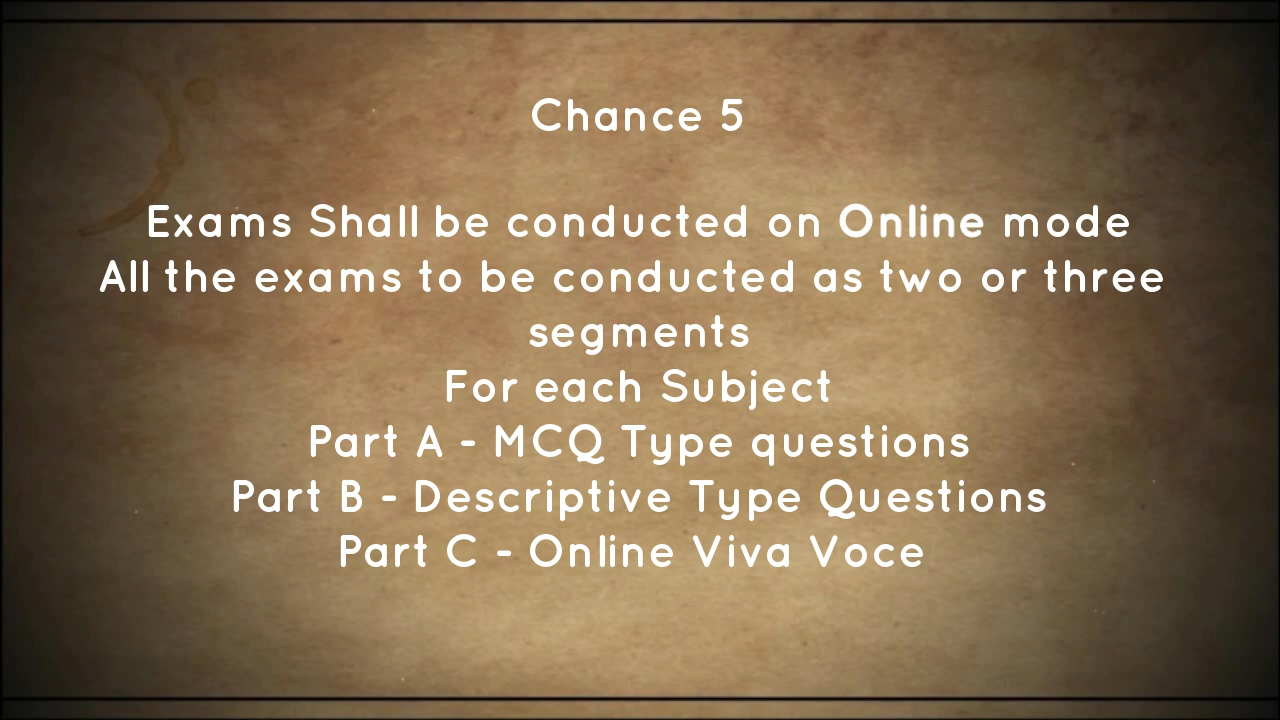 Chance 5
Exams Shall be conducted on Online mode
All the exams to be conducted as two or three
segments
For each Subject
Part A - MCQ Type questions
Part B - Descriptive Type Questions
Part C - Online Viva Voce